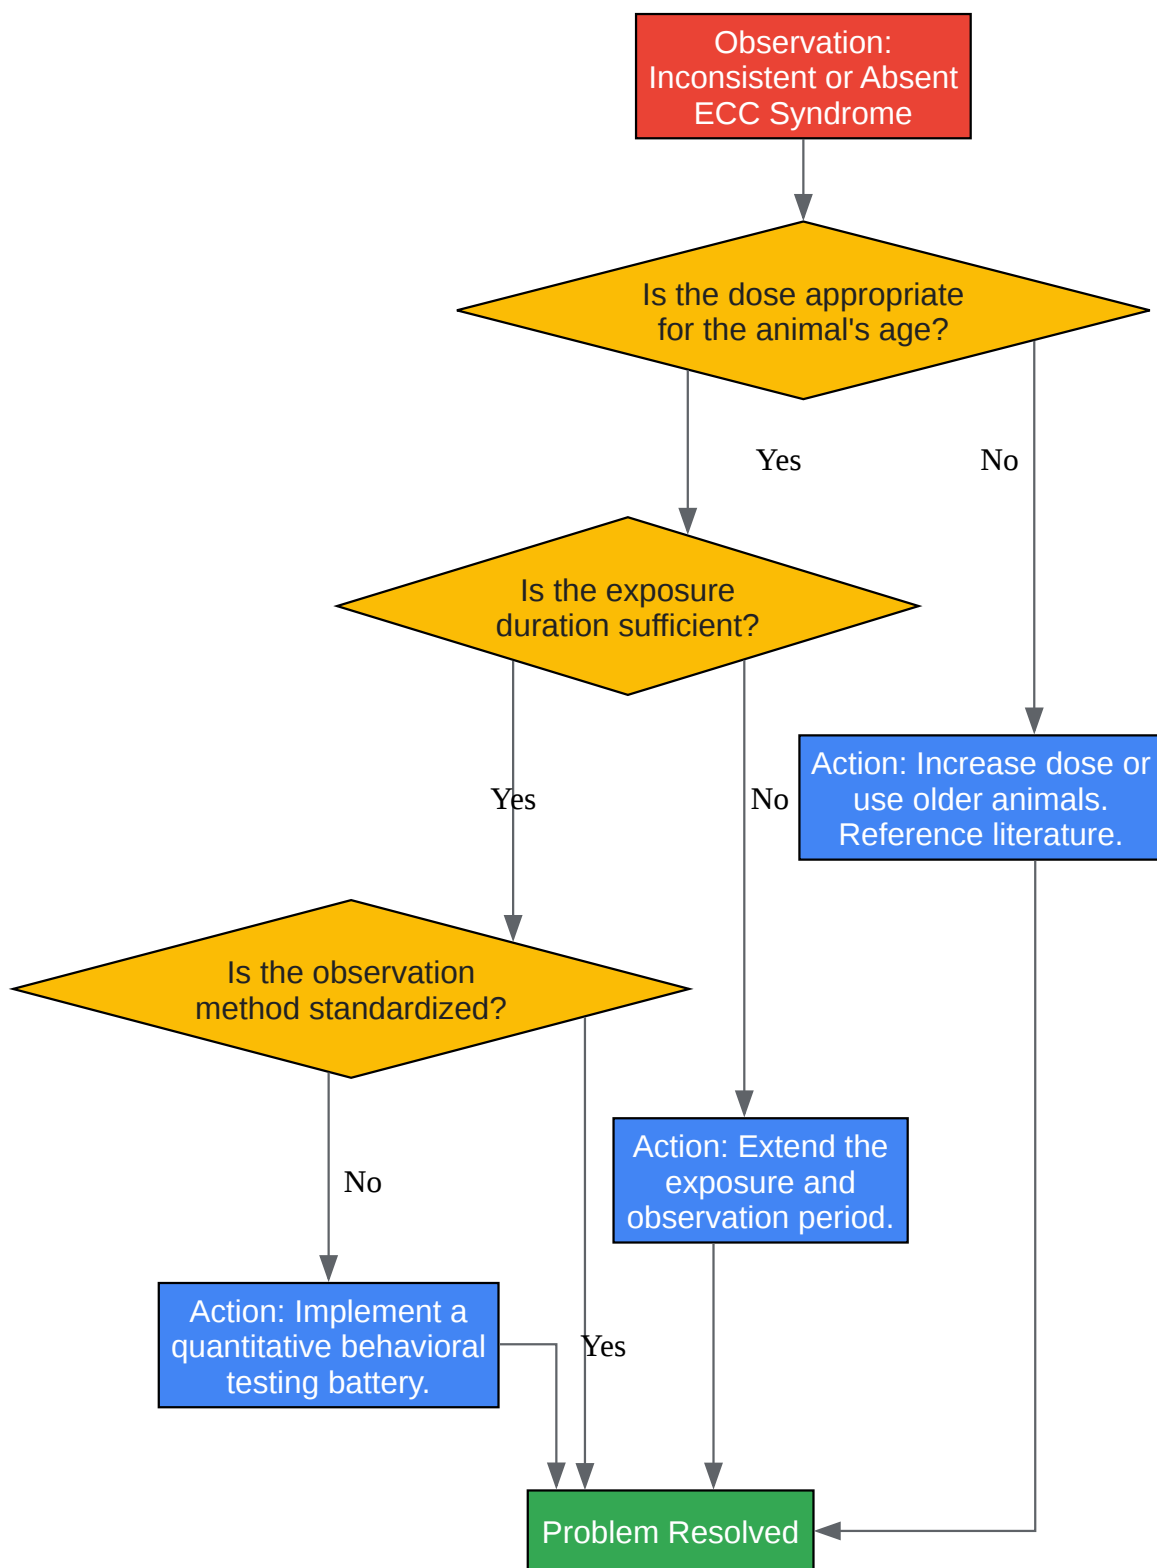 Observation:
Inconsistent or Absent
ECC Syndrome
Is the dose appropriate
for the animal's age?
Yes
No
Is the exposure
duration sufficient?
Action: Increase dose or
use older animals.
Reference literature.
Yes
No
Is the observation
method standardized?
Action: Extend the
exposure and
observation period.
No
Action: Implement a
quantitative behavioral
testing battery.
Yes
Problem Resolved